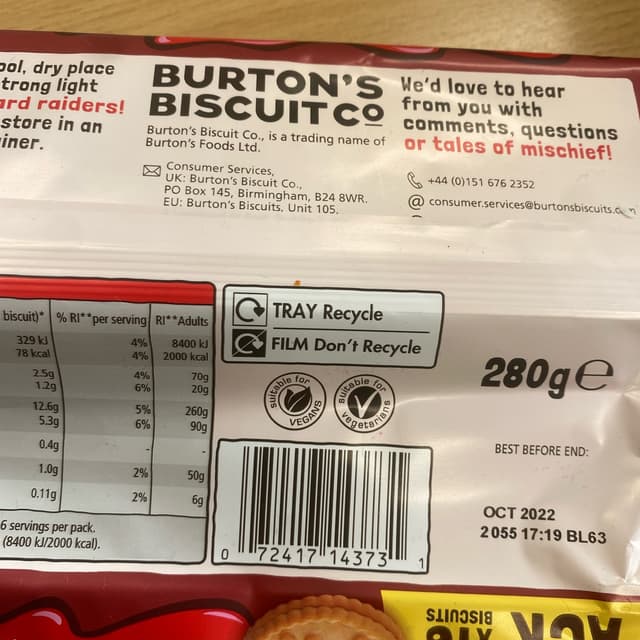 ool, dry place
trong light
ard raiders!
store in an
iner.
BURTON'S
BISCUIT CO
Burton's Biscuit Co., is a trading name of
Burton's Foods Ltd.
Consumer Services,
UK: Burton's Biscuit Co.,
PO Box 145, Birmingham, B24 8WR.
EU: Burton's Biscuits, Unit 105.
We'd love to hear
from you with
comments, questions
or tales of mischief!
+44 (0)151 676 2352
@ consumer.services@burtonsbiscuits.c
biscuit)* % RI**per serving RI**Adults
329 kJ 4% 8400 kJ
78 kcal 4% 2000 kcal
2.5g 4% 70g
1.2g 6% 20g
12.6g 5% 260g
5.3g 6% 90g
0.4g - -
1.0g 2% 50g
0.11g 2% 6g
6 servings per pack.
(8400 kJ/2000 kcal).
TRAY Recycle
FILM Don't Recycle
suitable for VEGANS
suitable for vegetarians
0 72417 14373 1
280g e
BEST BEFORE END:
OCT 2022
2055 17:19 BL63
BISCUITS